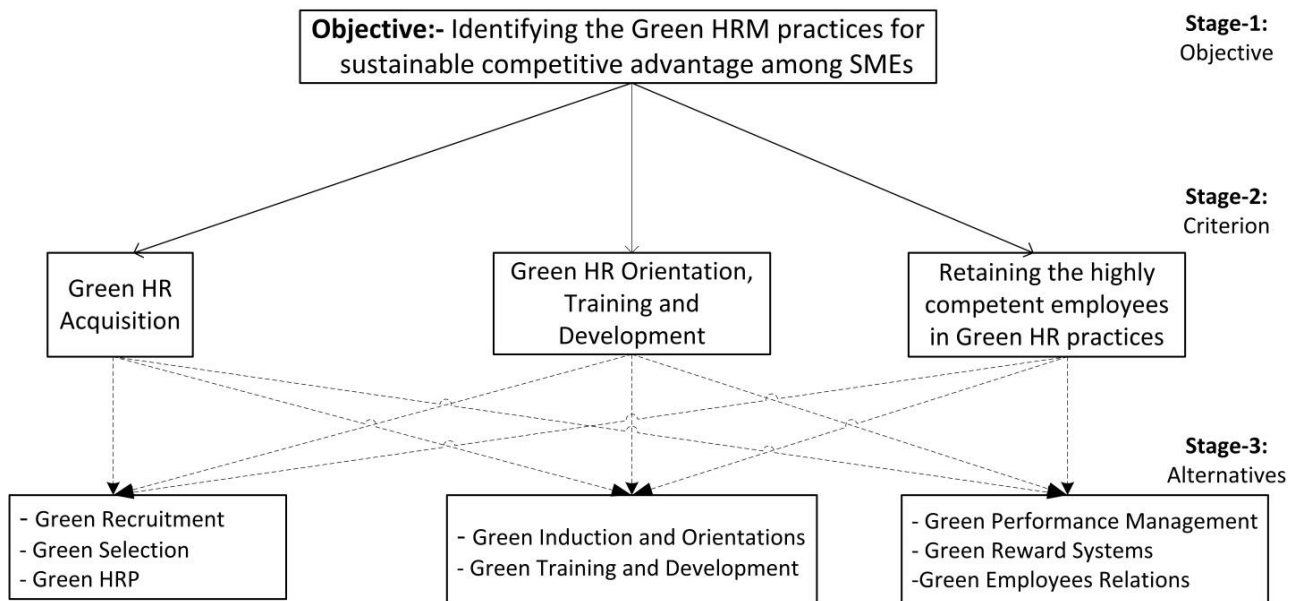 Objective:- Identifying the Green HRM practices for
sustainable competitive advantage among SMEs
Stage-1:
Objective
Stage-2:
Criterion
Green HR
Acquisition
Green HR Orientation,
Training and
Development
Retaining the highly
competent employees
in Green HR practices
Stage-3:
Alternatives
- Green Recruitment
- Green Selection
- Green HRP
- Green Induction and Orientations
- Green Training and Development
- Green Performance Management
- Green Reward Systems
-Green Employees Relations